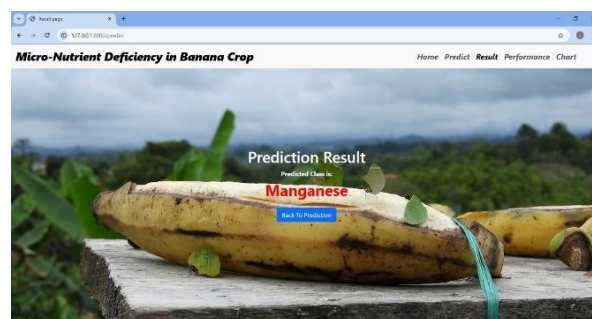 Result page
127.0.0.1:8000/predict
Micro-Nutrient Deficiency in Banana Crop
Home Predict Result Performance Chart
Prediction Result
Predicted Class is:
Manganese
Back To Prediction